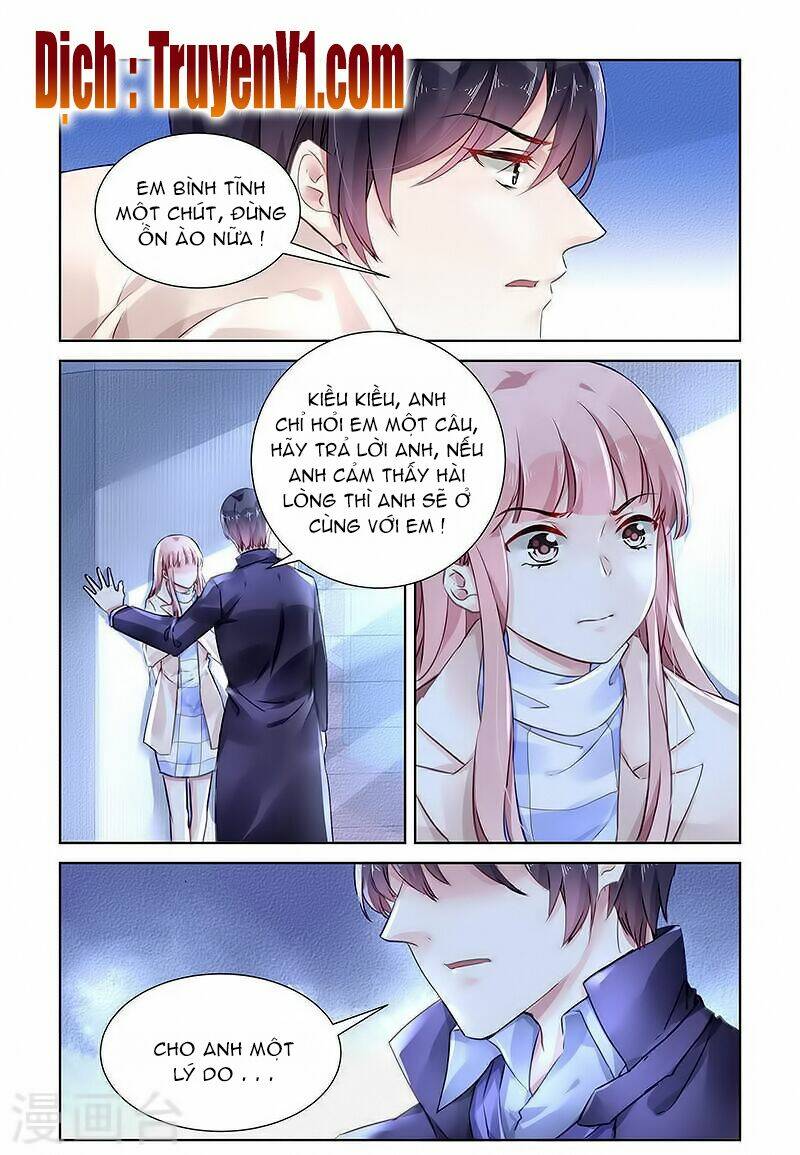 Dịch : TruyenV1.com
EM BÌNH TĨNH
MỘT CHÚT, ĐỪNG
ỒN ÀO NỮA !
KIỀU KIỀU, ANH
CHỈ HỎI EM MỘT CÂU,
HÃY TRẢ LỜI ANH, NẾU
ANH CẢM THẤY HÀI
LÒNG THÌ ANH SẼ Ở
CÙNG VỚI EM !
CHO ANH MỘT
LÝ DO . . .
漫画台